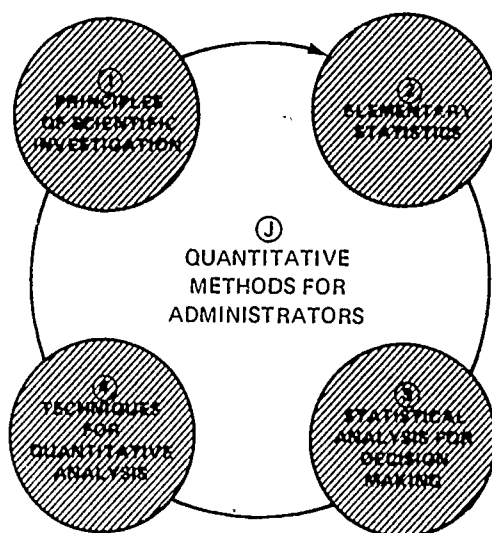 ①
PRINCIPLES
OF SCIENTIFIC
INVESTIGATION
②
ELEMENTARY
STATISTICS
Ⓙ
QUANTITATIVE
METHODS FOR
ADMINISTRATORS
④
TECHNIQUES
FOR
QUANTITATIVE
ANALYSIS
③
STATISTICAL
ANALYSIS FOR
DECISION
MAKING